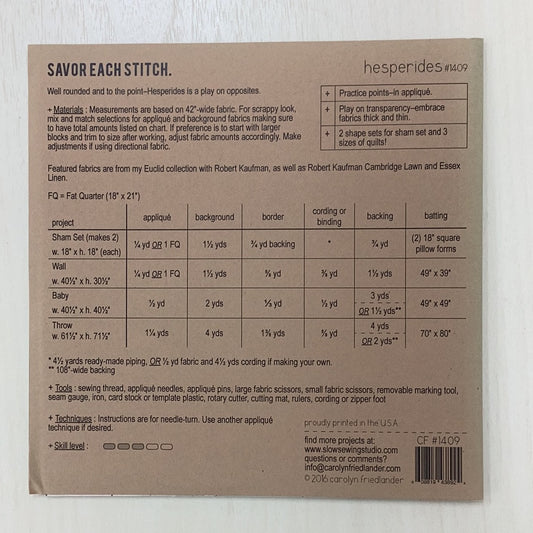 SAVOR EACH STITCH.
hesperides #1409
Well rounded and to the point–Hesperides is a play on opposites.
+ Materials : Measurements are based on 42"-wide fabric. For scrappy look,
mix and match selections for appliqué and background fabrics making sure
to have total amounts listed on chart. If preference is to start with larger
blocks and trim to size after working, adjust fabric amounts accordingly. Make
adjustments if using directional fabric.
+ Practice points–in appliqué.
+ Play on transparency–embrace
fabrics thick and thin.
+ 2 shape sets for sham set and 3
sizes of quilts!
Featured fabrics are from my Euclid collection with Robert Kaufman, as well as Robert Kaufman Cambridge Lawn and Essex
Linen.
FQ = Fat Quarter (18" x 21")
project appliqué background border cording or binding backing batting
Sham Set (makes 2)
w. 18" x h. 18" (each) ¼ yd OR 1 FQ 1½ yds ¾ yd backing * ¾ yd (2) 18" square pillow forms
Wall
w. 40½" x h. 30½" ¼ yd OR 1 FQ 1½ yds yd yd 1½ yds 49" x 39"
Baby
w. 40½" x h. 40½" ½ yd 2 yds yd ½ yd 3 yds OR 1½ yds** 49" x 49"
Throw
w. 61½" x h. 71½" 1¼ yds 4 yds yds yd 4 yds OR 2 yds** 70" x 80"
* 4½ yards ready-made piping, OR ½ yd fabric and 4½ yds cording if making your own.
** 108"-wide backing
+ Tools : sewing thread, appliqué needles, appliqué pins, large fabric scissors, small fabric scissors, removable marking tool,
seam gauge, iron, card stock or template plastic, rotary cutter, cutting mat, rulers, cording or zipper foot
+ Techniques : Instructions are for needle-turn. Use another appliqué
technique if desired.
+ Skill level :
proudly printed in the U.S.A.
find more projects at:
www.slowsewingstudio.com
questions or comments?
info@carolynfriedlander.com
© 2016 carolyn friedlander
CF #1409